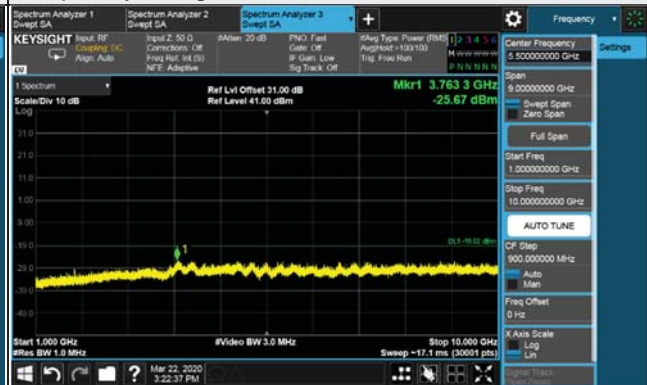 Spectrum Analyzer 1
Swept SA
Spectrum Analyzer 2
Swept SA
Spectrum Analyzer 3
Swept SA
+
Frequency
KEYSIGHT
Input: RF
Coupling: DC
Align: Auto
Input Z: 50 Ω
Corrections: Off
Freq Ref: Int (S)
NFE: Adaptive
#Atten: 20 dB
PNO: Fast
Gate: Off
IF Gain: Low
Sig Track: Off
#Avg Type: Power (RMS)
Avg|Hold: >100/100
Trig: Free Run
1 2 3 4 5 6
M W W W W W
P N N N N N
Center Frequency
5.500000000 GHz
Settings
1 Spectrum
Scale/Div 10 dB
Log
Ref Lvl Offset 31.00 dB
Ref Level 41.00 dBm
Mkr1 3.763 3 GHz
-25.67 dBm
Span
9.00000000 GHz
Swept Span
Zero Span
Full Span
Start Freq
1.000000000 GHz
Stop Freq
10.000000000 GHz
AUTO TUNE
CF Step
900.000000 MHz
Auto
Man
Freq Offset
0 Hz
X Axis Scale
Log
Lin
Signal Track
31.0
21.0
11.0
1.00
-19.0
-29.0
-39.0
1
Start 1.000 GHz
#Res BW 1.0 MHz
#Video BW 3.0 MHz
Stop 10.000 GHz
Sweep ~17.1 ms (30001 pts)
?
Mar 22, 2020
3:22:37 PM